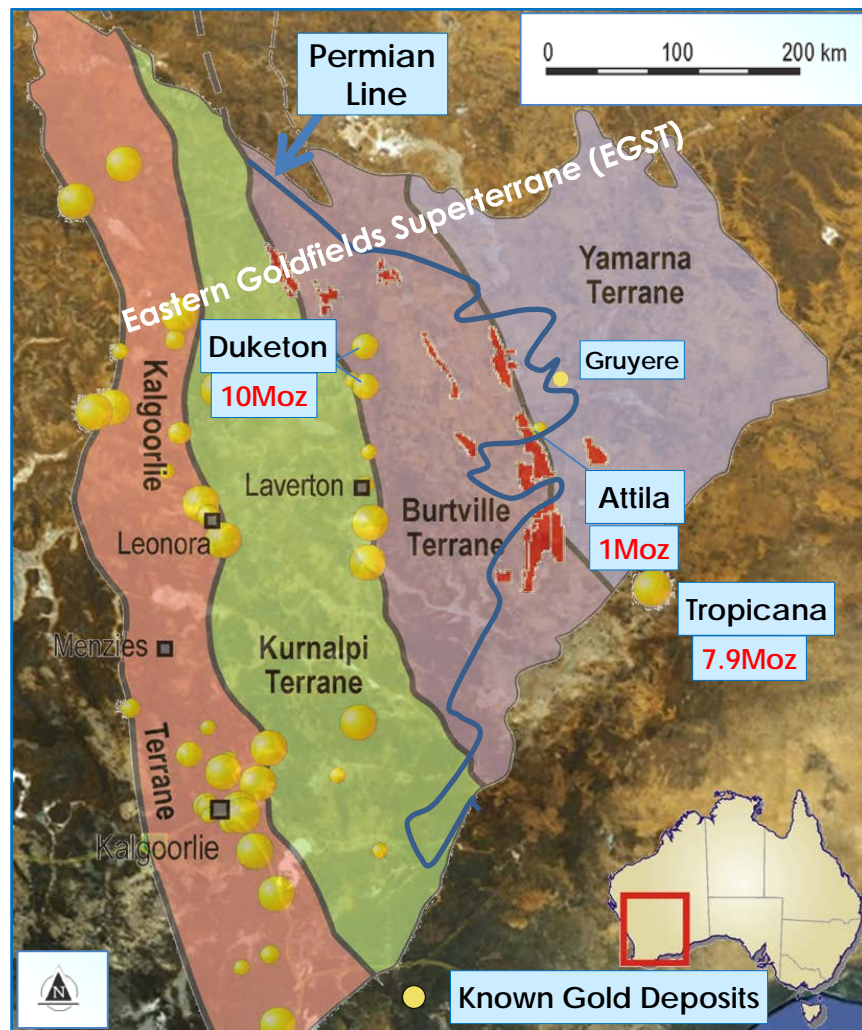 0 100 200 km
Permian
Line
Eastern Goldfields Superterrane (EGST)
Yamarna
Terrane
Duketon
10Moz
Gruyere
Kalgoorlie
Laverton
Leonora
Burtville
Terrane
Attila
1Moz
Tropicana
7.9Moz
Menzies
Kurnalpi
Terrane
Terrane
Kalgoorlie
N
Known Gold Deposits